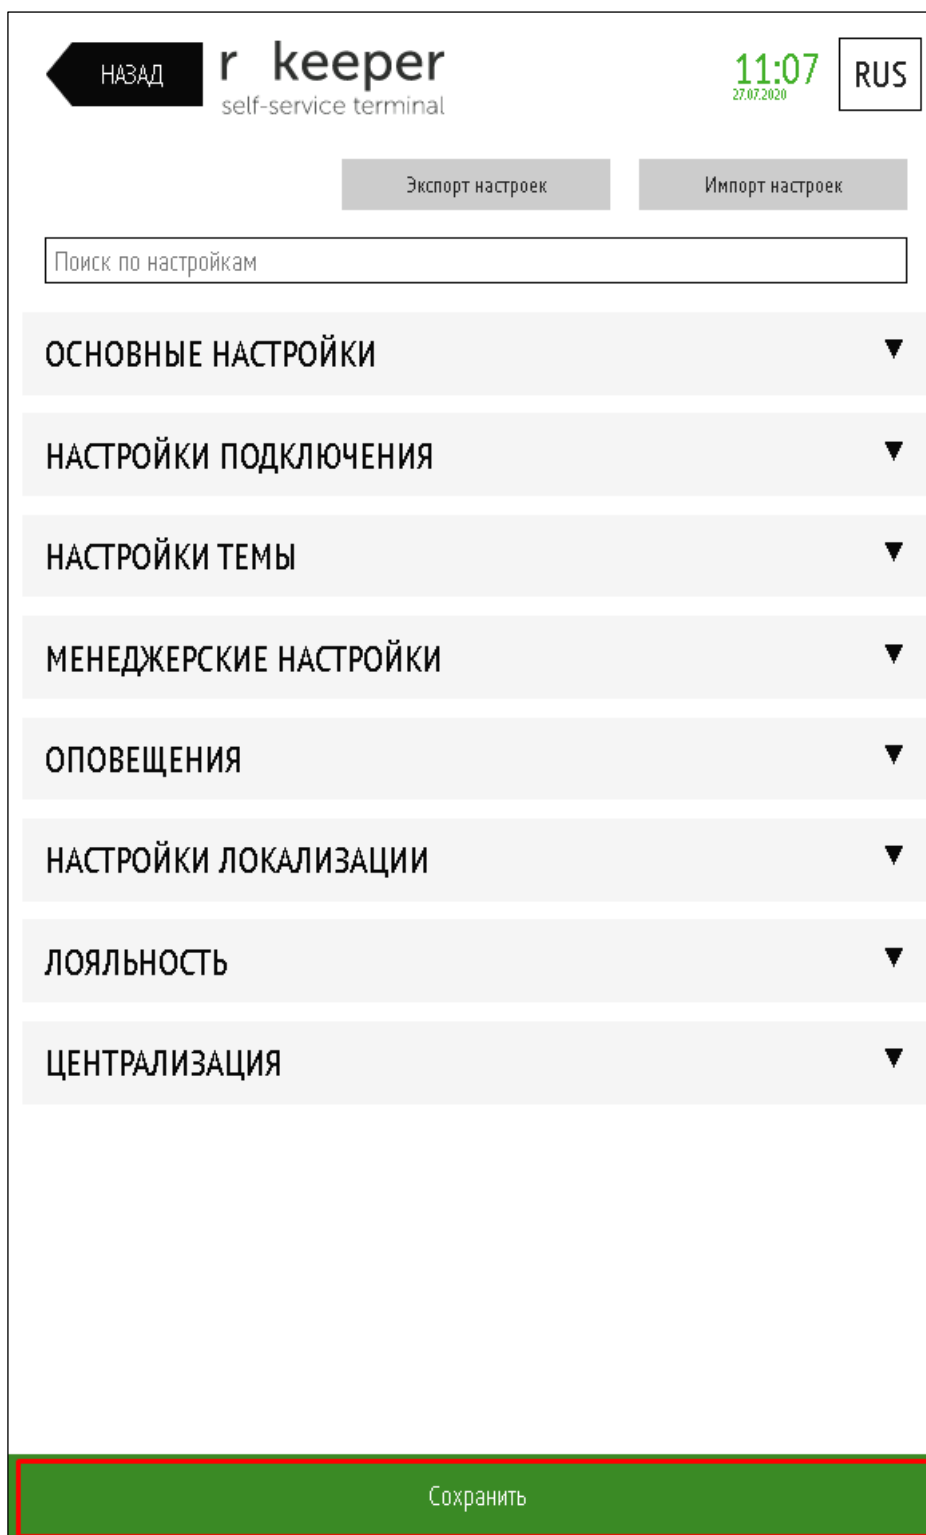 НАЗАД
r keeper
self-service terminal
11:07
27.07.2020
RUS
Экспорт настроек
Импорт настроек
Поиск по настройкам
ОСНОВНЫЕ НАСТРОЙКИ
НАСТРОЙКИ ПОДКЛЮЧЕНИЯ
НАСТРОЙКИ ТЕМЫ
МЕНЕДЖЕРСКИЕ НАСТРОЙКИ
ОПОВЕЩЕНИЯ
НАСТРОЙКИ ЛОКАЛИЗАЦИИ
ЛОЯЛЬНОСТЬ
ЦЕНТРАЛИЗАЦИЯ
Сохранить